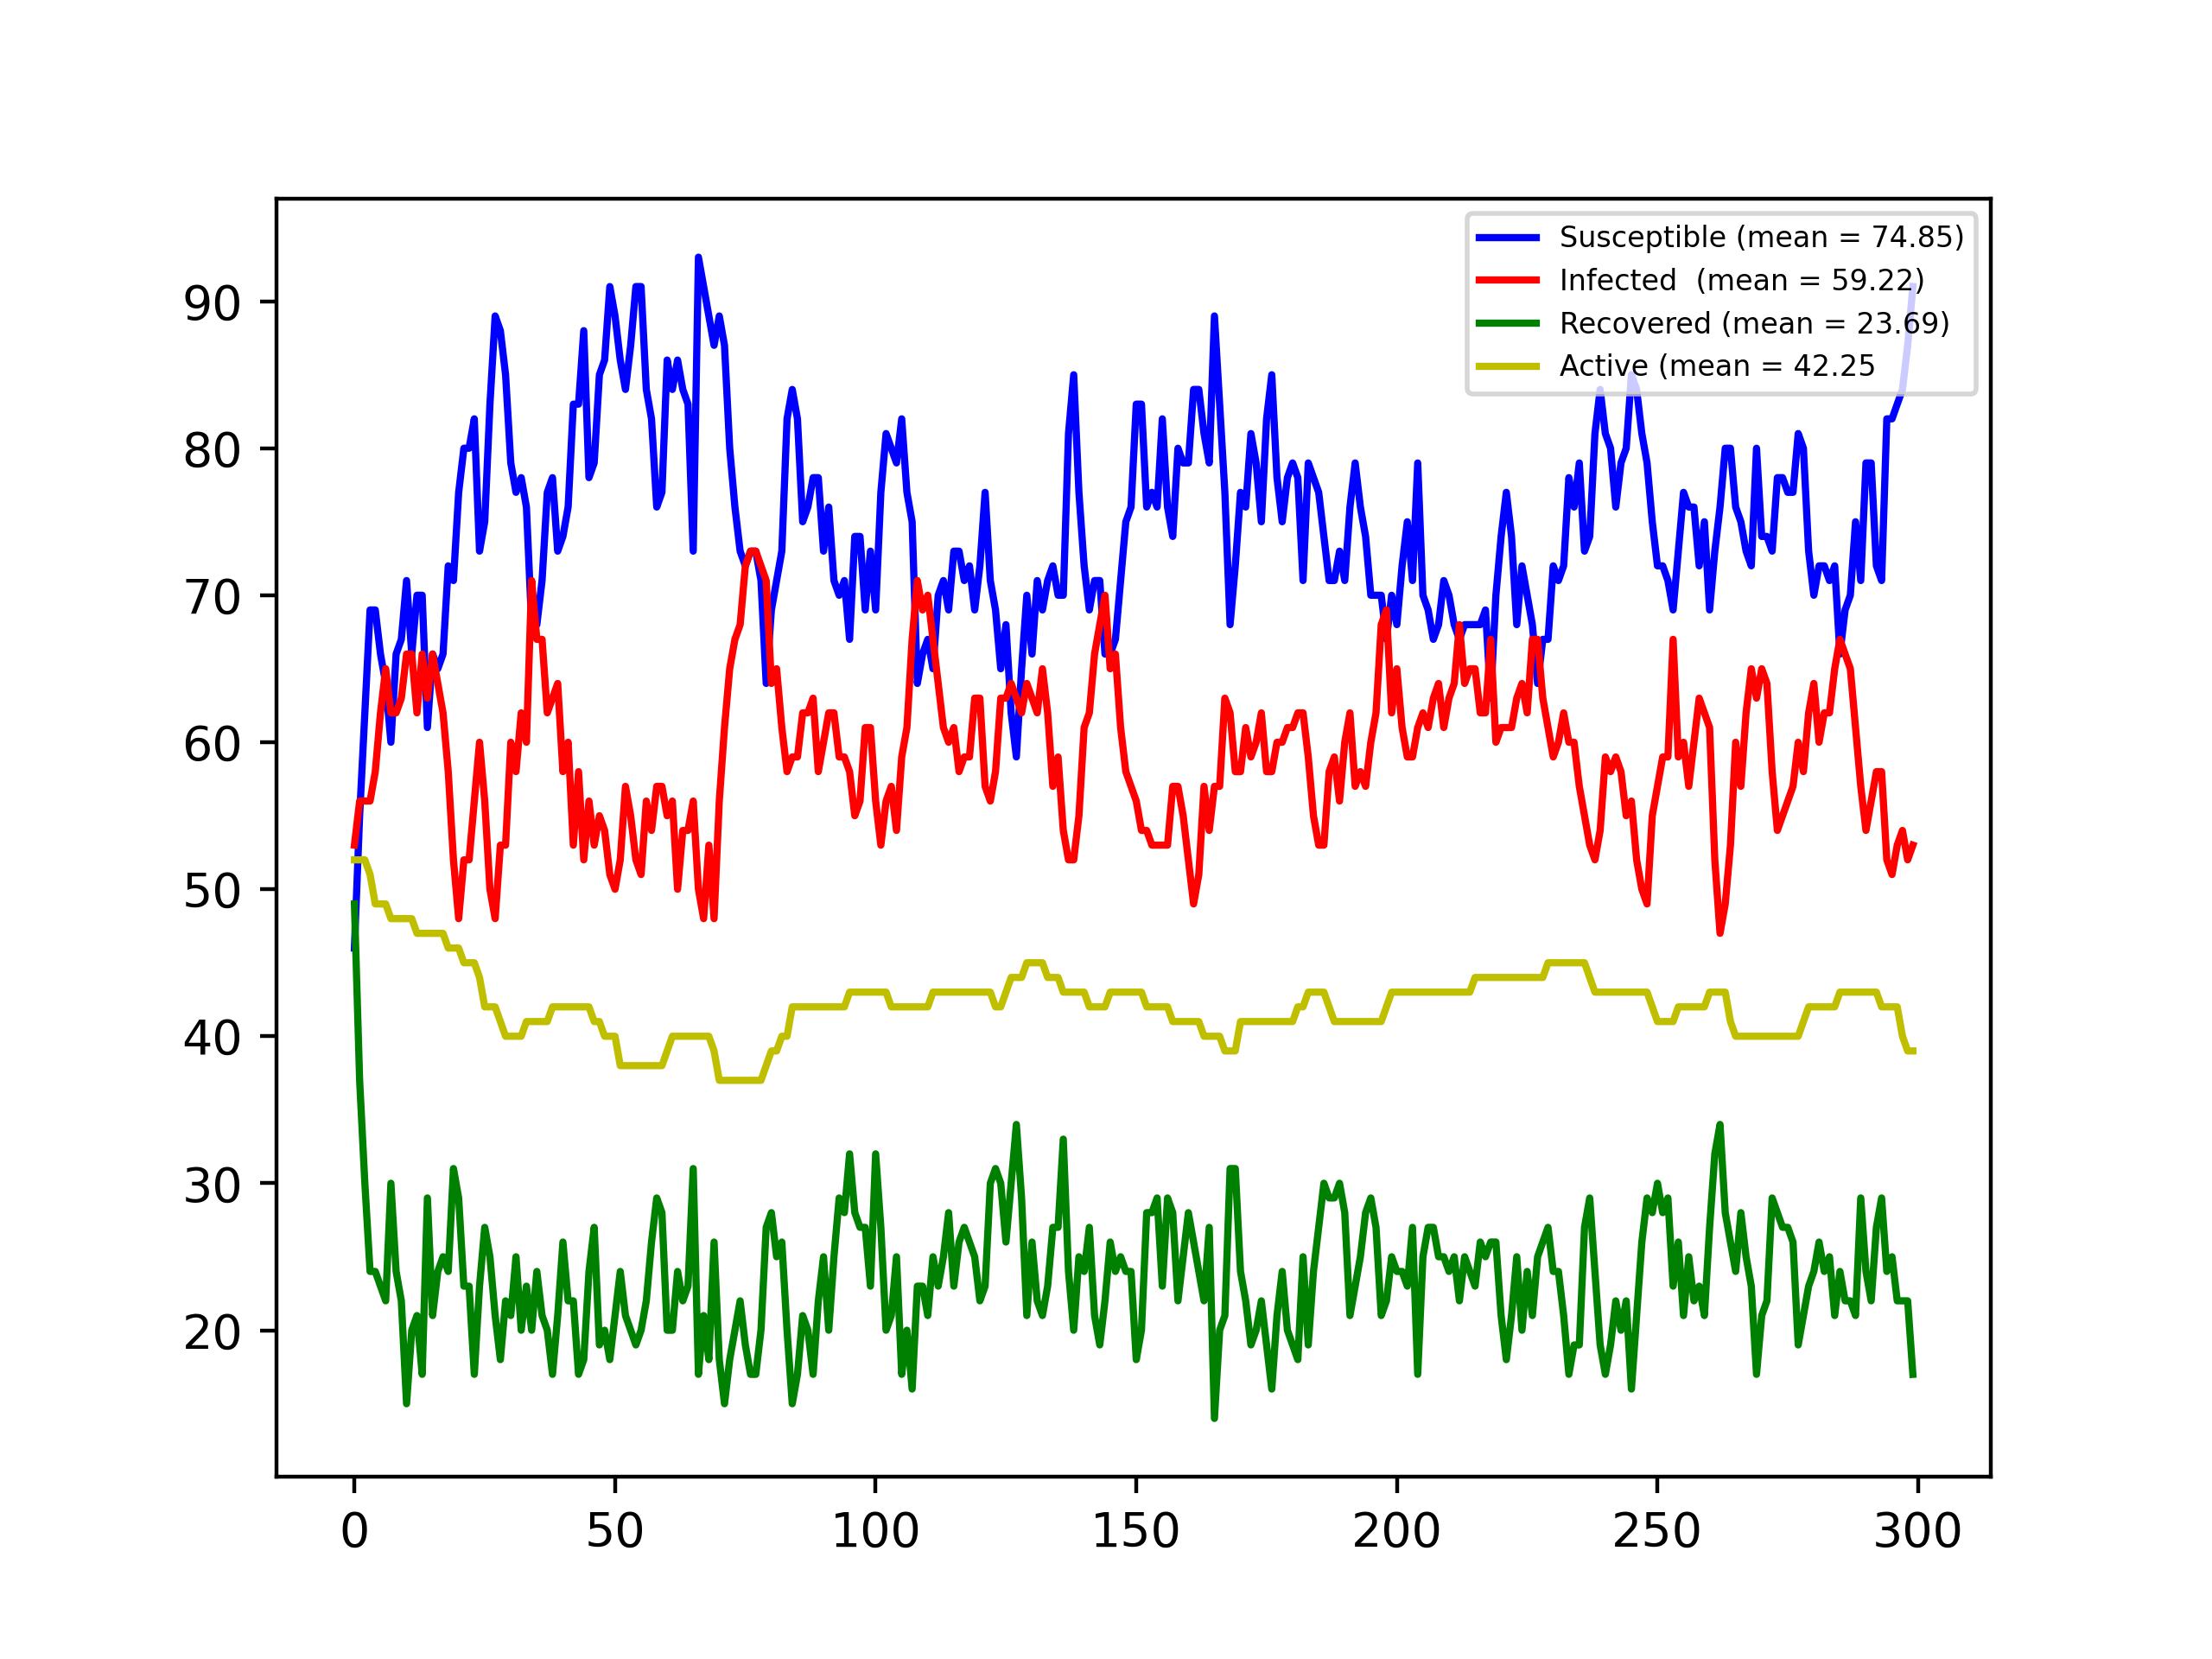 Susceptible (mean = 74.85)
Infected  (mean = 59.22)
Recovered (mean = 23.69)
Active (mean = 42.25
90
80
70
60
50
40
30
20
0 50 100 150 200 250 300